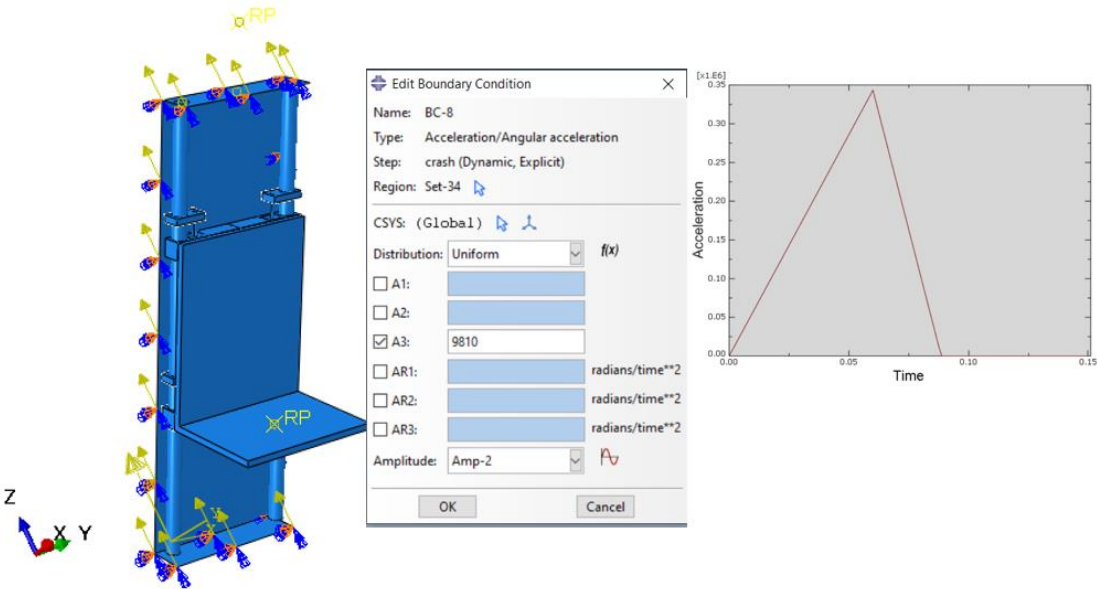 RP
RP
Z
X Y
Edit Boundary Condition
Name: BC-8
Type: Acceleration/Angular acceleration
Step: crash (Dynamic, Explicit)
Region: Set-34
CSYS: (Global)
Distribution: Uniform f(x)
A1:
A2:
A3: 9810
AR1: radians/time**2
AR2: radians/time**2
AR3: radians/time**2
Amplitude: Amp-2
OK Cancel
[x1.E6]
0.35
0.30
0.25
0.20
0.15
0.10
0.05
0.00
Acceleration
0.00 0.05 0.10 0.15
Time